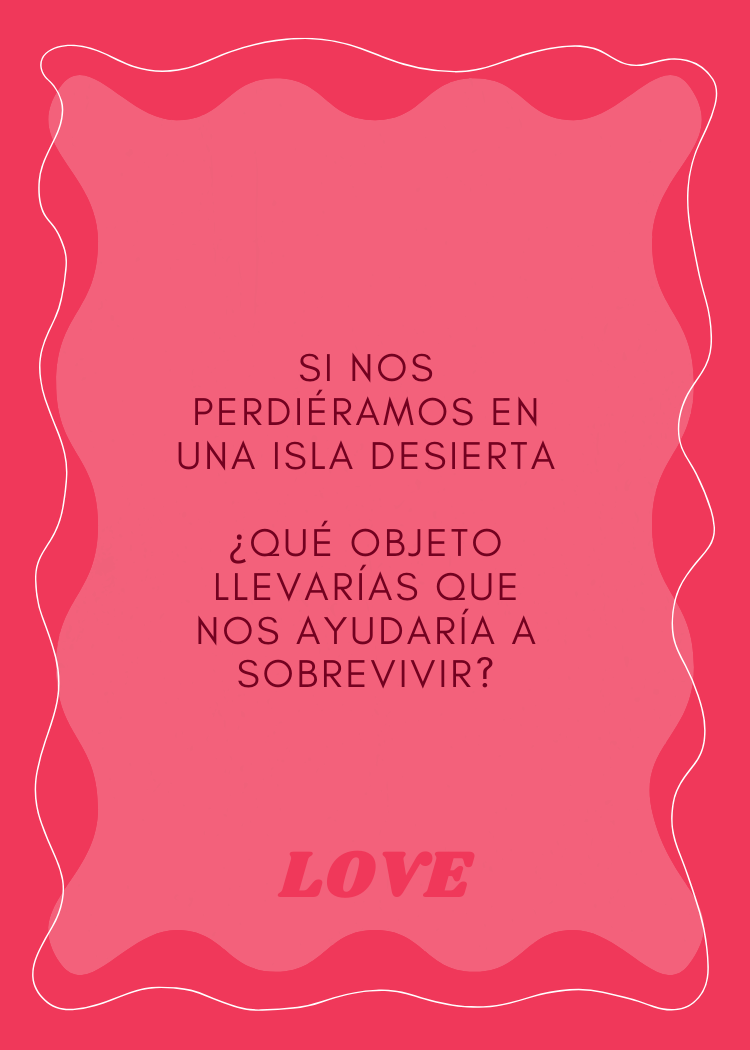 SI NOS
PERDIÉRAMOS EN
UNA ISLA DESIERTA
¿QUÉ OBJETO
LLEVARÍAS QUE
NOS AYUDARÍA A
SOBREVIVIR?
LOVE